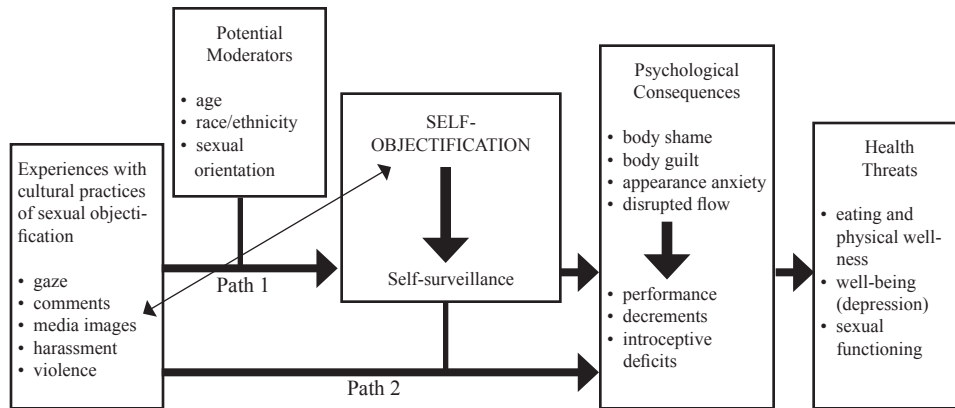 Potential
Moderators
• age
• race/ethnicity
• sexual
orientation
Experiences with
cultural practices
of sexual objecti-
fication
• gaze
• comments
• media images
• harassment
• violence
Path 1
Path 2
SELF-
OBJECTIFICATION
Self-surveillance
Psychological
Consequences
• body shame
• body guilt
• appearance anxiety
• disrupted flow
• performance
• decrements
• introceptive
deficits
Health
Threats
• eating and
physical well-
ness
• well-being
(depression)
• sexual
functioning